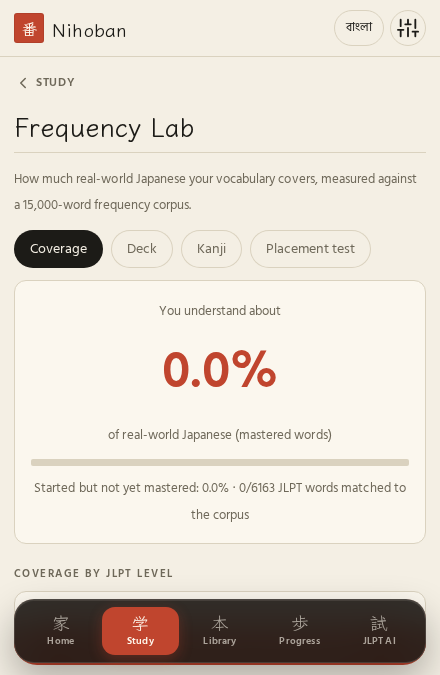 番 Nihoban
বাংলা
STUDY
Frequency Lab
How much real-world Japanese your vocabulary covers, measured against
a 15,000-word frequency corpus.
Coverage Deck Kanji Placement test
You understand about
0.0%
of real-world Japanese (mastered words)
Started but not yet mastered: 0.0% · 0/6163 JLPT words matched to
the corpus
COVERAGE BY JLPT LEVEL
家 学 本 歩 試
Home Study Library Progress JLPT AI